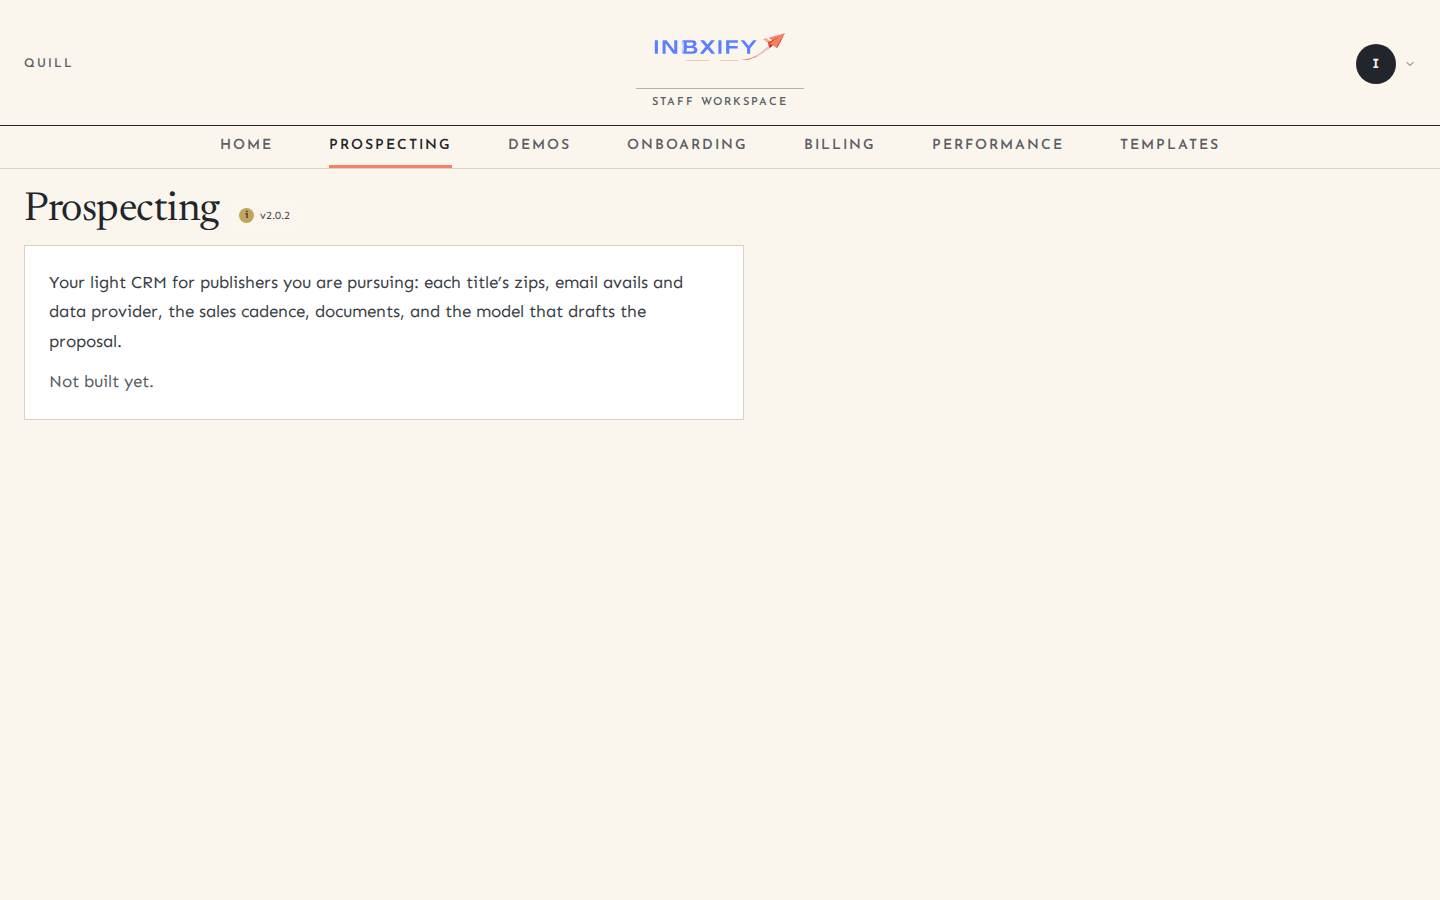 QUILL
INBXIFY
STAFF WORKSPACE
I
HOME PROSPECTING DEMOS ONBOARDING BILLING PERFORMANCE TEMPLATES
Prospecting
i v2.0.2
Your light CRM for publishers you are pursuing: each title’s zips, email avails and
data provider, the sales cadence, documents, and the model that drafts the
proposal.
Not built yet.